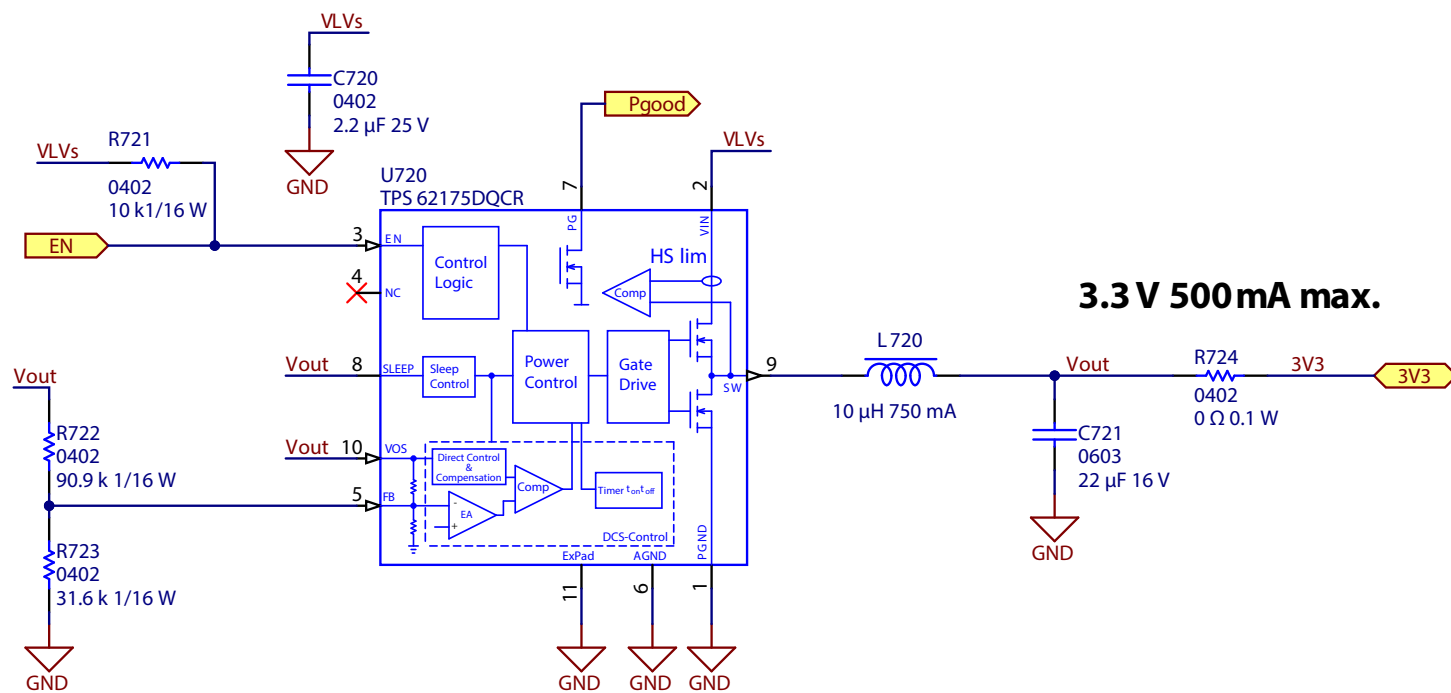 VLVs
C720
0402
2.2 µF 25 V
GND
R721
VLVs
0402
10 k1/16 W
EN
Pgood
VLVs
U720
TPS 62175DQCR
7
2
PG
VIN
3
EN
4
NC
Control
Logic
HS lim
Comp
Vout
8
SLEEP
Sleep
Control
Power
Control
Gate
Drive
SW
9
Vout
10
VOS
Direct Control
&
Compensation
Comp
Timer tontoff
5
FB
-
EA
+
DCS-Control
ExPad
AGND
PGND
11
6
1
GND
GND
GND
Vout
R722
0402
90.9 k 1/16 W
R723
0402
31.6 k 1/16 W
GND
3.3 V 500 mA max.
L720
10 µH 750 mA
Vout
R724
0402
0 Ω 0.1 W
3V3
3V3
C721
0603
22 µF 16 V
GND